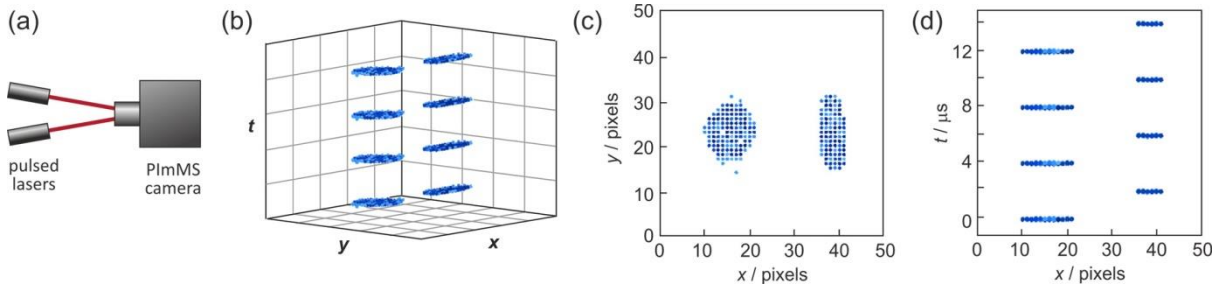 (a)
pulsed
lasers
PImMS
camera
(b)
t
y
x
(c)
y / pixels
50
40
30
20
10
0
0 10 20 30 40 50
x / pixels
(d)
t / μs
12
8
4
0
0 10 20 30 40 50
x / pixels